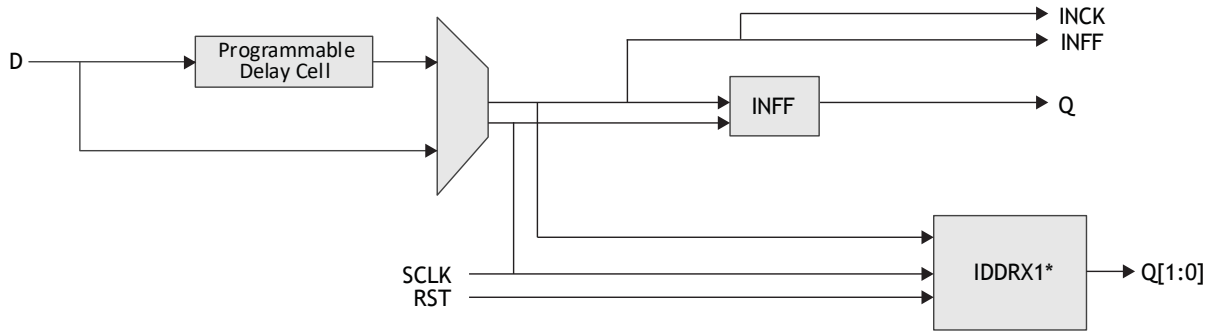 INCK
INFF
D
Programmable
Delay Cell
INFF
Q
SCLK
RST
IDDRX1*
Q[1:0]